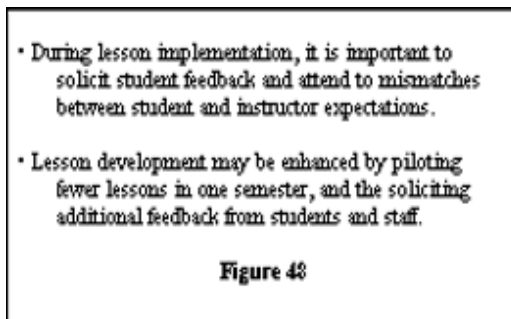 • During lesson implementation, it is important to
solicit student feedback and attend to mismatches
between student and instructor expectations.
• Lesson development may be enhanced by piloting
fewer lessons in one semester, and the soliciting
additional feedback from students and staff.
Figure 48